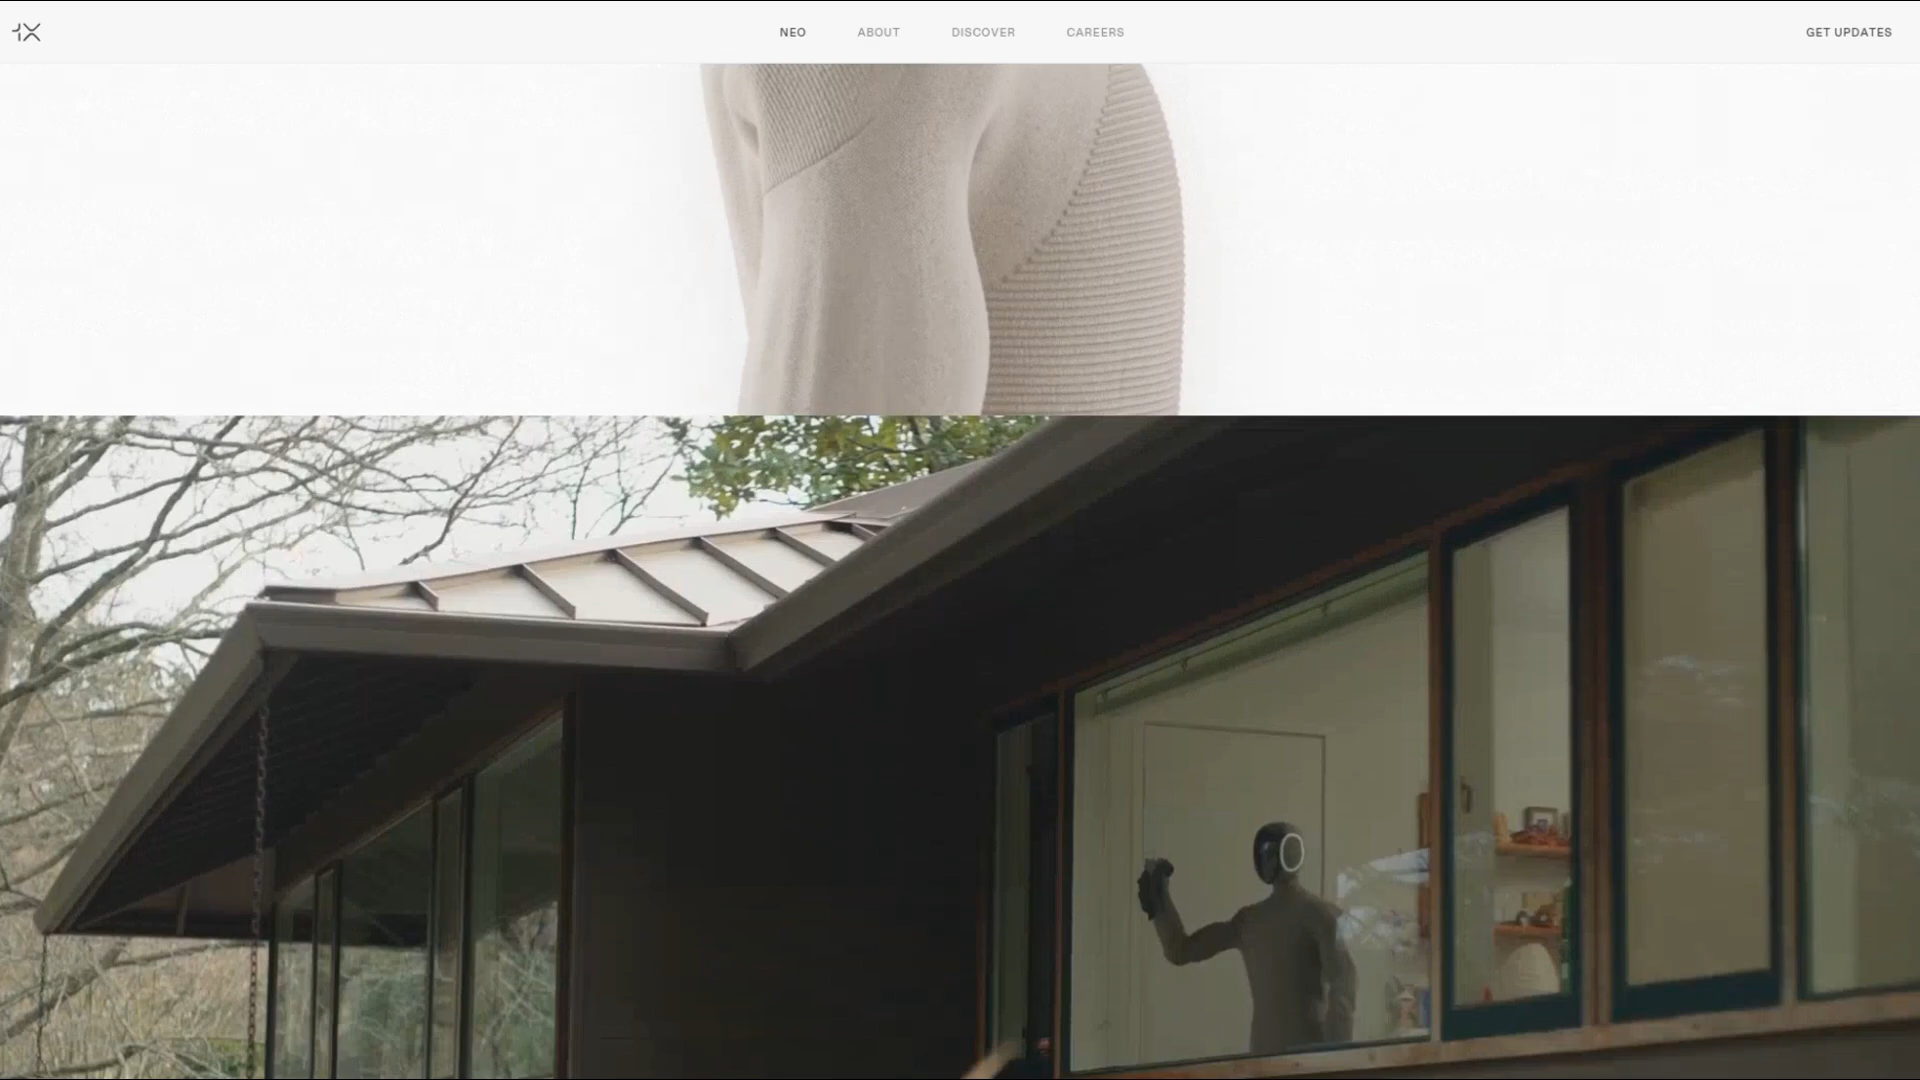 1X
NEO
ABOUT
DISCOVER
CAREERS
GET UPDATES